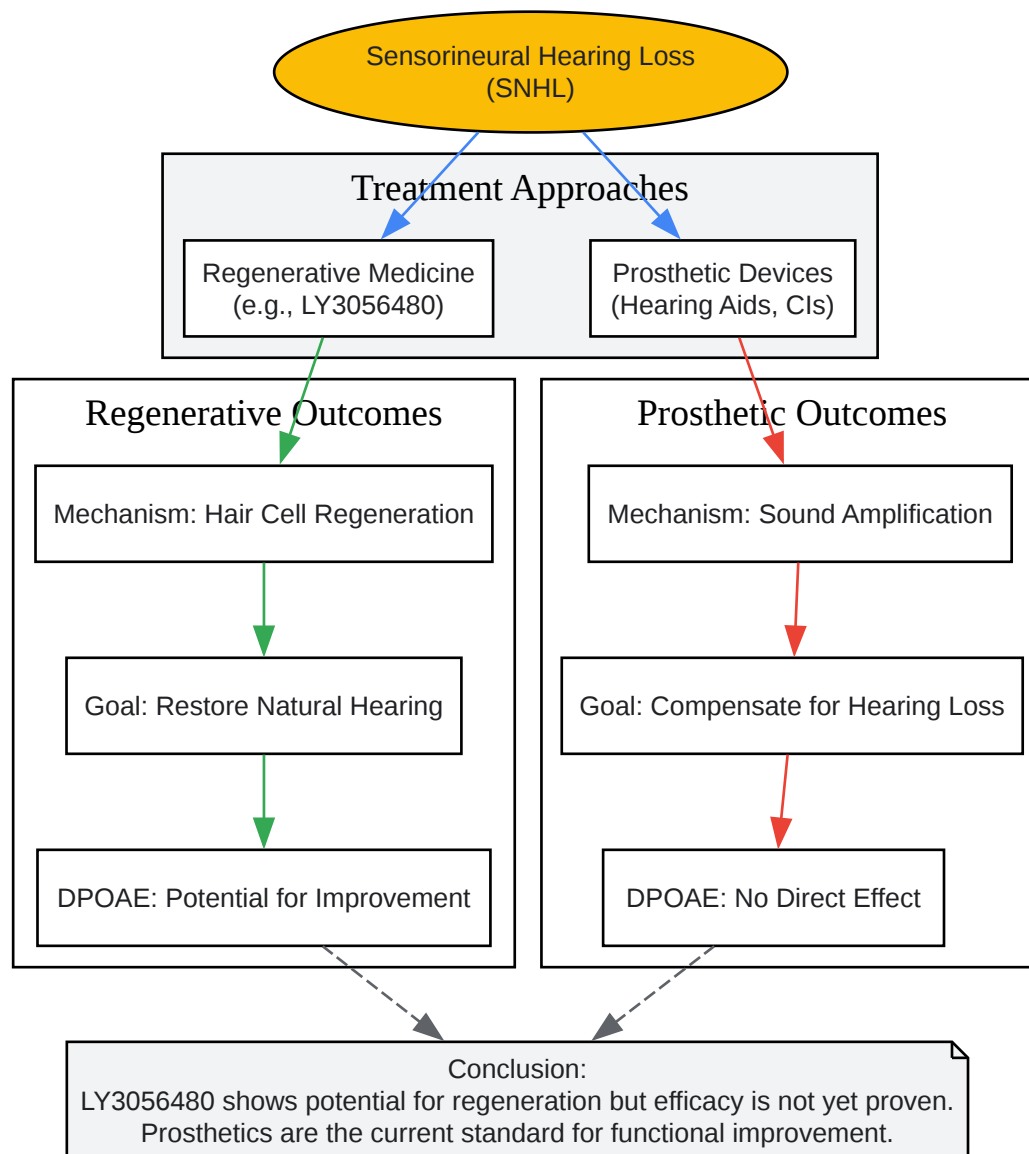 Sensorineural Hearing Loss
(SNHL)
Treatment Approaches
Regenerative Medicine
(e.g., LY3056480)
Prosthetic Devices
(Hearing Aids, CIs)
Regenerative Outcomes
Mechanism: Hair Cell Regeneration
Goal: Restore Natural Hearing
DPOAE: Potential for Improvement
Prosthetic Outcomes
Mechanism: Sound Amplification
Goal: Compensate for Hearing Loss
DPOAE: No Direct Effect
Conclusion:
LY3056480 shows potential for regeneration but efficacy is not yet proven.
Prosthetics are the current standard for functional improvement.